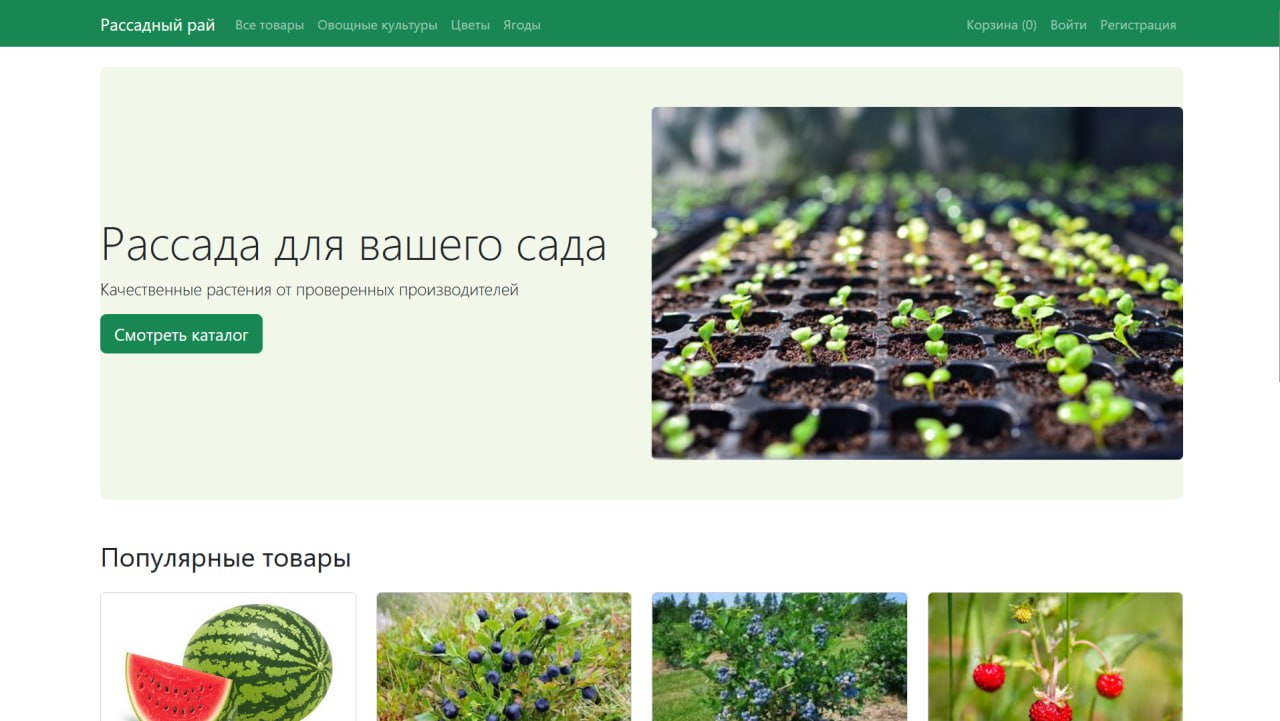 Рассадный рай Все товары Овощные культуры Цветы Ягоды Корзина (0) Войти Регистрация
Рассада для вашего сада
Качественные растения от проверенных производителей
Смотреть каталог
Популярные товары